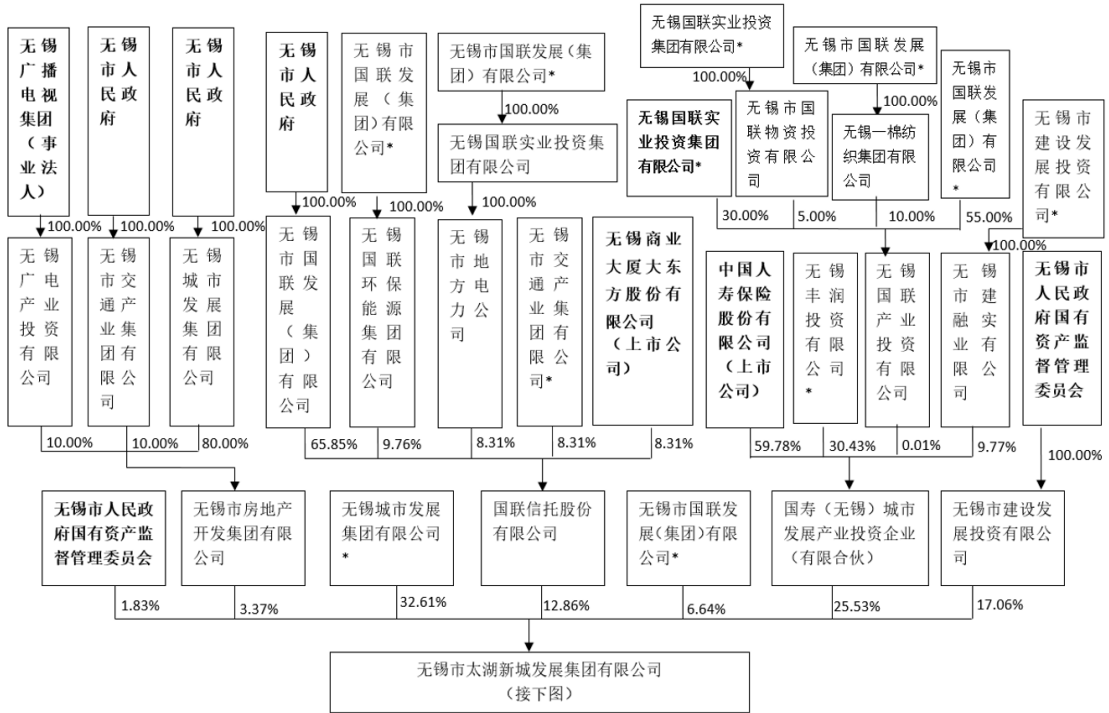 无锡
广播
电视
集团
（事
业法
人）
无锡
市人
民政
府
无锡
市人
民政
府
无锡
市人
民政
府
无锡市
国联发
展（集
团)有限
公司*
无锡市国联发展（集
团）有限公司*
100.00%
无锡国联实业投资集
团有限公司
无锡国联实业投资
集团有限公司*
100.00%
无锡国联实
业投资集团
有限公司*
无锡市国
联物资投
资有限公
司
无锡市国联发展
（集团）有限公司*
100.00%
无锡一棉纺
织集团有限
公司
无锡市
国联发
展（集
团）有
限公司
*
无锡市
建设发
展投资
有限公
司*
100.00%
100.00%
100.00%
100.00%
100.00%
100.00%
30.00%
5.00%
10.00%
55.00%
100.00%
无锡
广电
产业
投资
有限
公司
无锡
市交
通产
业集
团有
限公
司
无锡
城市
发展
集团
有限
公司
无锡
市国
联发
展
（集
团）
有限
公司
无锡
国联
环保
能源
集团
有限
公司
无锡
市地
方电
力公
司
无锡
市交
通产
业集
团有
限公
司*
无锡商业
大厦大东
方股份有
限公司
（上市公
司）
中国人
寿保险
股份有
限公司
（上市
公司）
无锡
丰润
投资
有限
公司
*
无锡
国联
产业
投资
有限
公司
无锡
市建
融实
业有
限公
司
无锡市
人民政
府国有
资产监
督管理
委员会
10.00%
10.00%
80.00%
65.85%
9.76%
8.31%
8.31%
8.31%
59.78%
30.43%
0.01%
9.77%
100.00%
无锡市人民政
府国有资产监
督管理委员会
无锡市房地产
开发集团有限
公司
无锡城市发展
集团有限公司
*
国联信托股份
有限公司
无锡市国联发
展(集团)有限
公司*
国寿（无锡）城市
发展产业投资企业
（有限合伙）
无锡市建设发
展投资有限公
司
1.83%
3.37%
32.61%
12.86%
6.64%
25.53%
17.06%
无锡市太湖新城发展集团有限公司
（接下图）